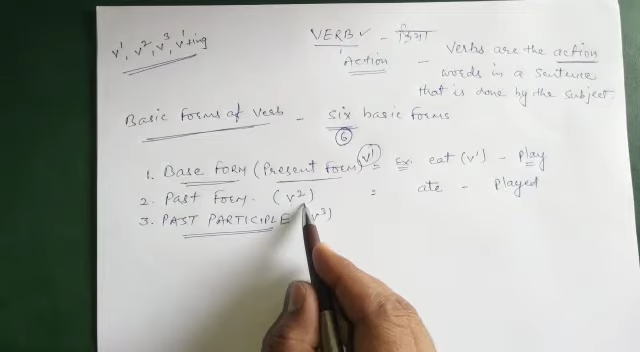 v¹, v², v³, v¹+ing
VERB ✓ - क्रिया
Action - Verbs are the action
words in a sentence
that is done by the subject.
Basic forms of Verb - six basic forms
⑥
1. BASE FORM (Present Form) v¹ = Ex. eat (v¹) - Play
2. Past Form. (v²) = ate - Played
3. PAST PARTICIPLE (v³)